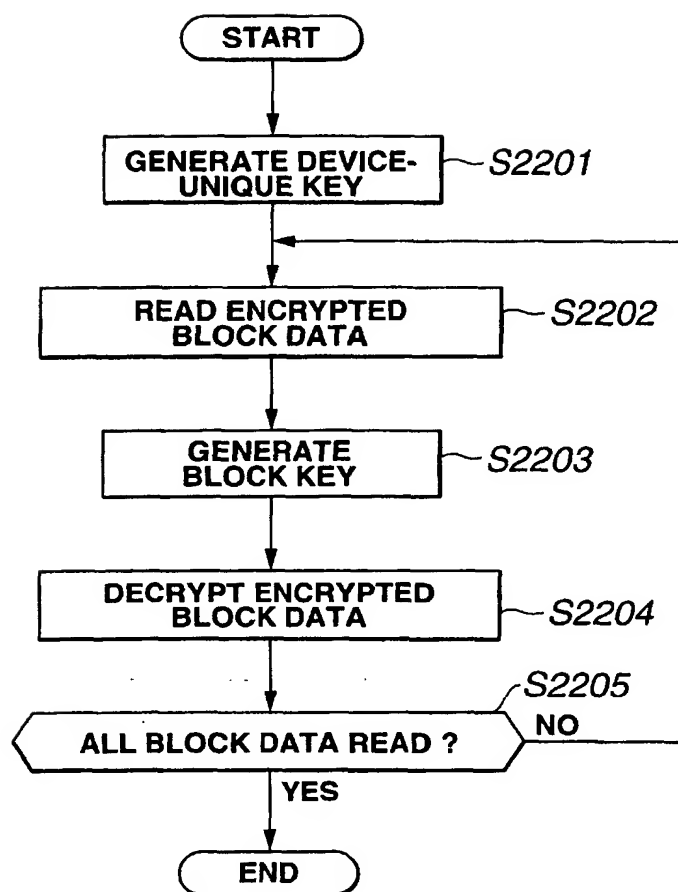 START
GENERATE DEVICE-
UNIQUE KEY
S2201
READ ENCRYPTED
BLOCK DATA
S2202
GENERATE
BLOCK KEY
S2203
DECRYPT ENCRYPTED
BLOCK DATA
S2204
S2205
ALL BLOCK DATA READ ?
NO
YES
END